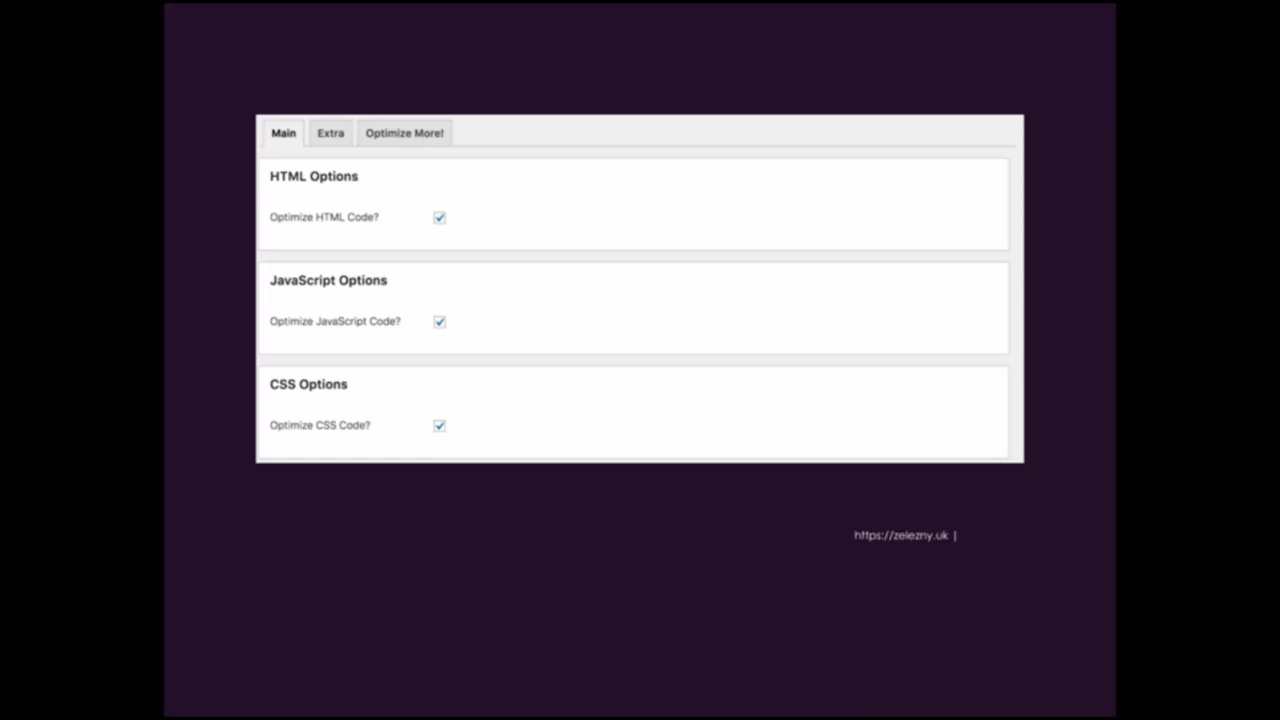 Main Extra Optimize More!
HTML Options
Optimize HTML Code?
JavaScript Options
Optimize JavaScript Code?
CSS Options
Optimize CSS Code?
https://zelezny.uk |